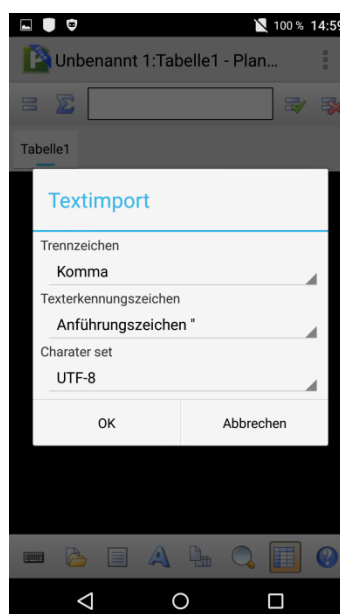 100 % 14:59
Unbenannt 1:Tabelle1 - Plan...
Tabelle1
Textimport
Trennzeichen
Komma
Texterkennungszeichen
Anführungszeichen "
Charater set
UTF-8
OK Abbrechen